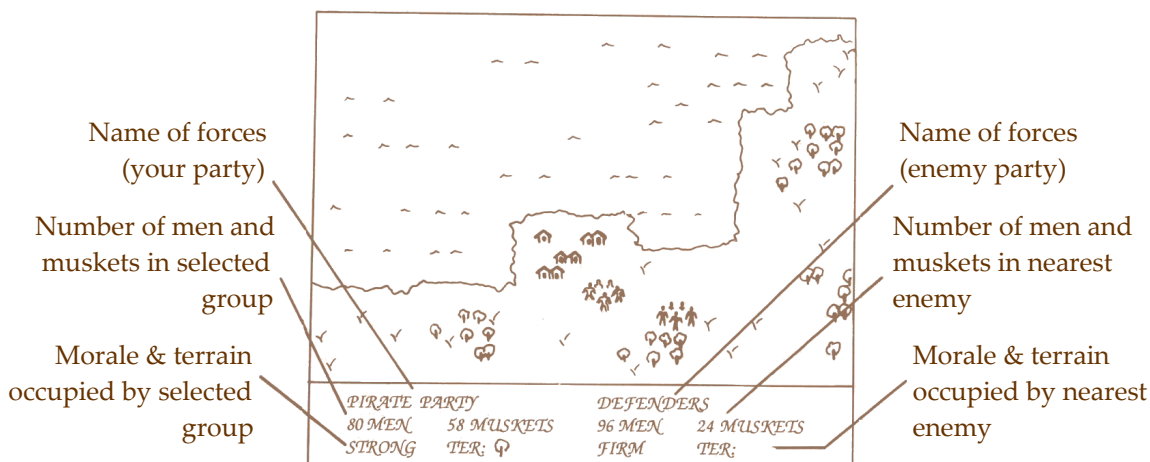 Name of forces
(your party)
Number of men and
muskets in selected
group
Morale & terrain
occupied by selected
group
Name of forces
(enemy party)
Number of men and
muskets in nearest
enemy
Morale & terrain
occupied by nearest
enemy
PIRATE PARTY
80 MEN 58 MUSKETS
STRONG TER:
DEFENDERS
96 MEN 24 MUSKETS
FIRM TER: